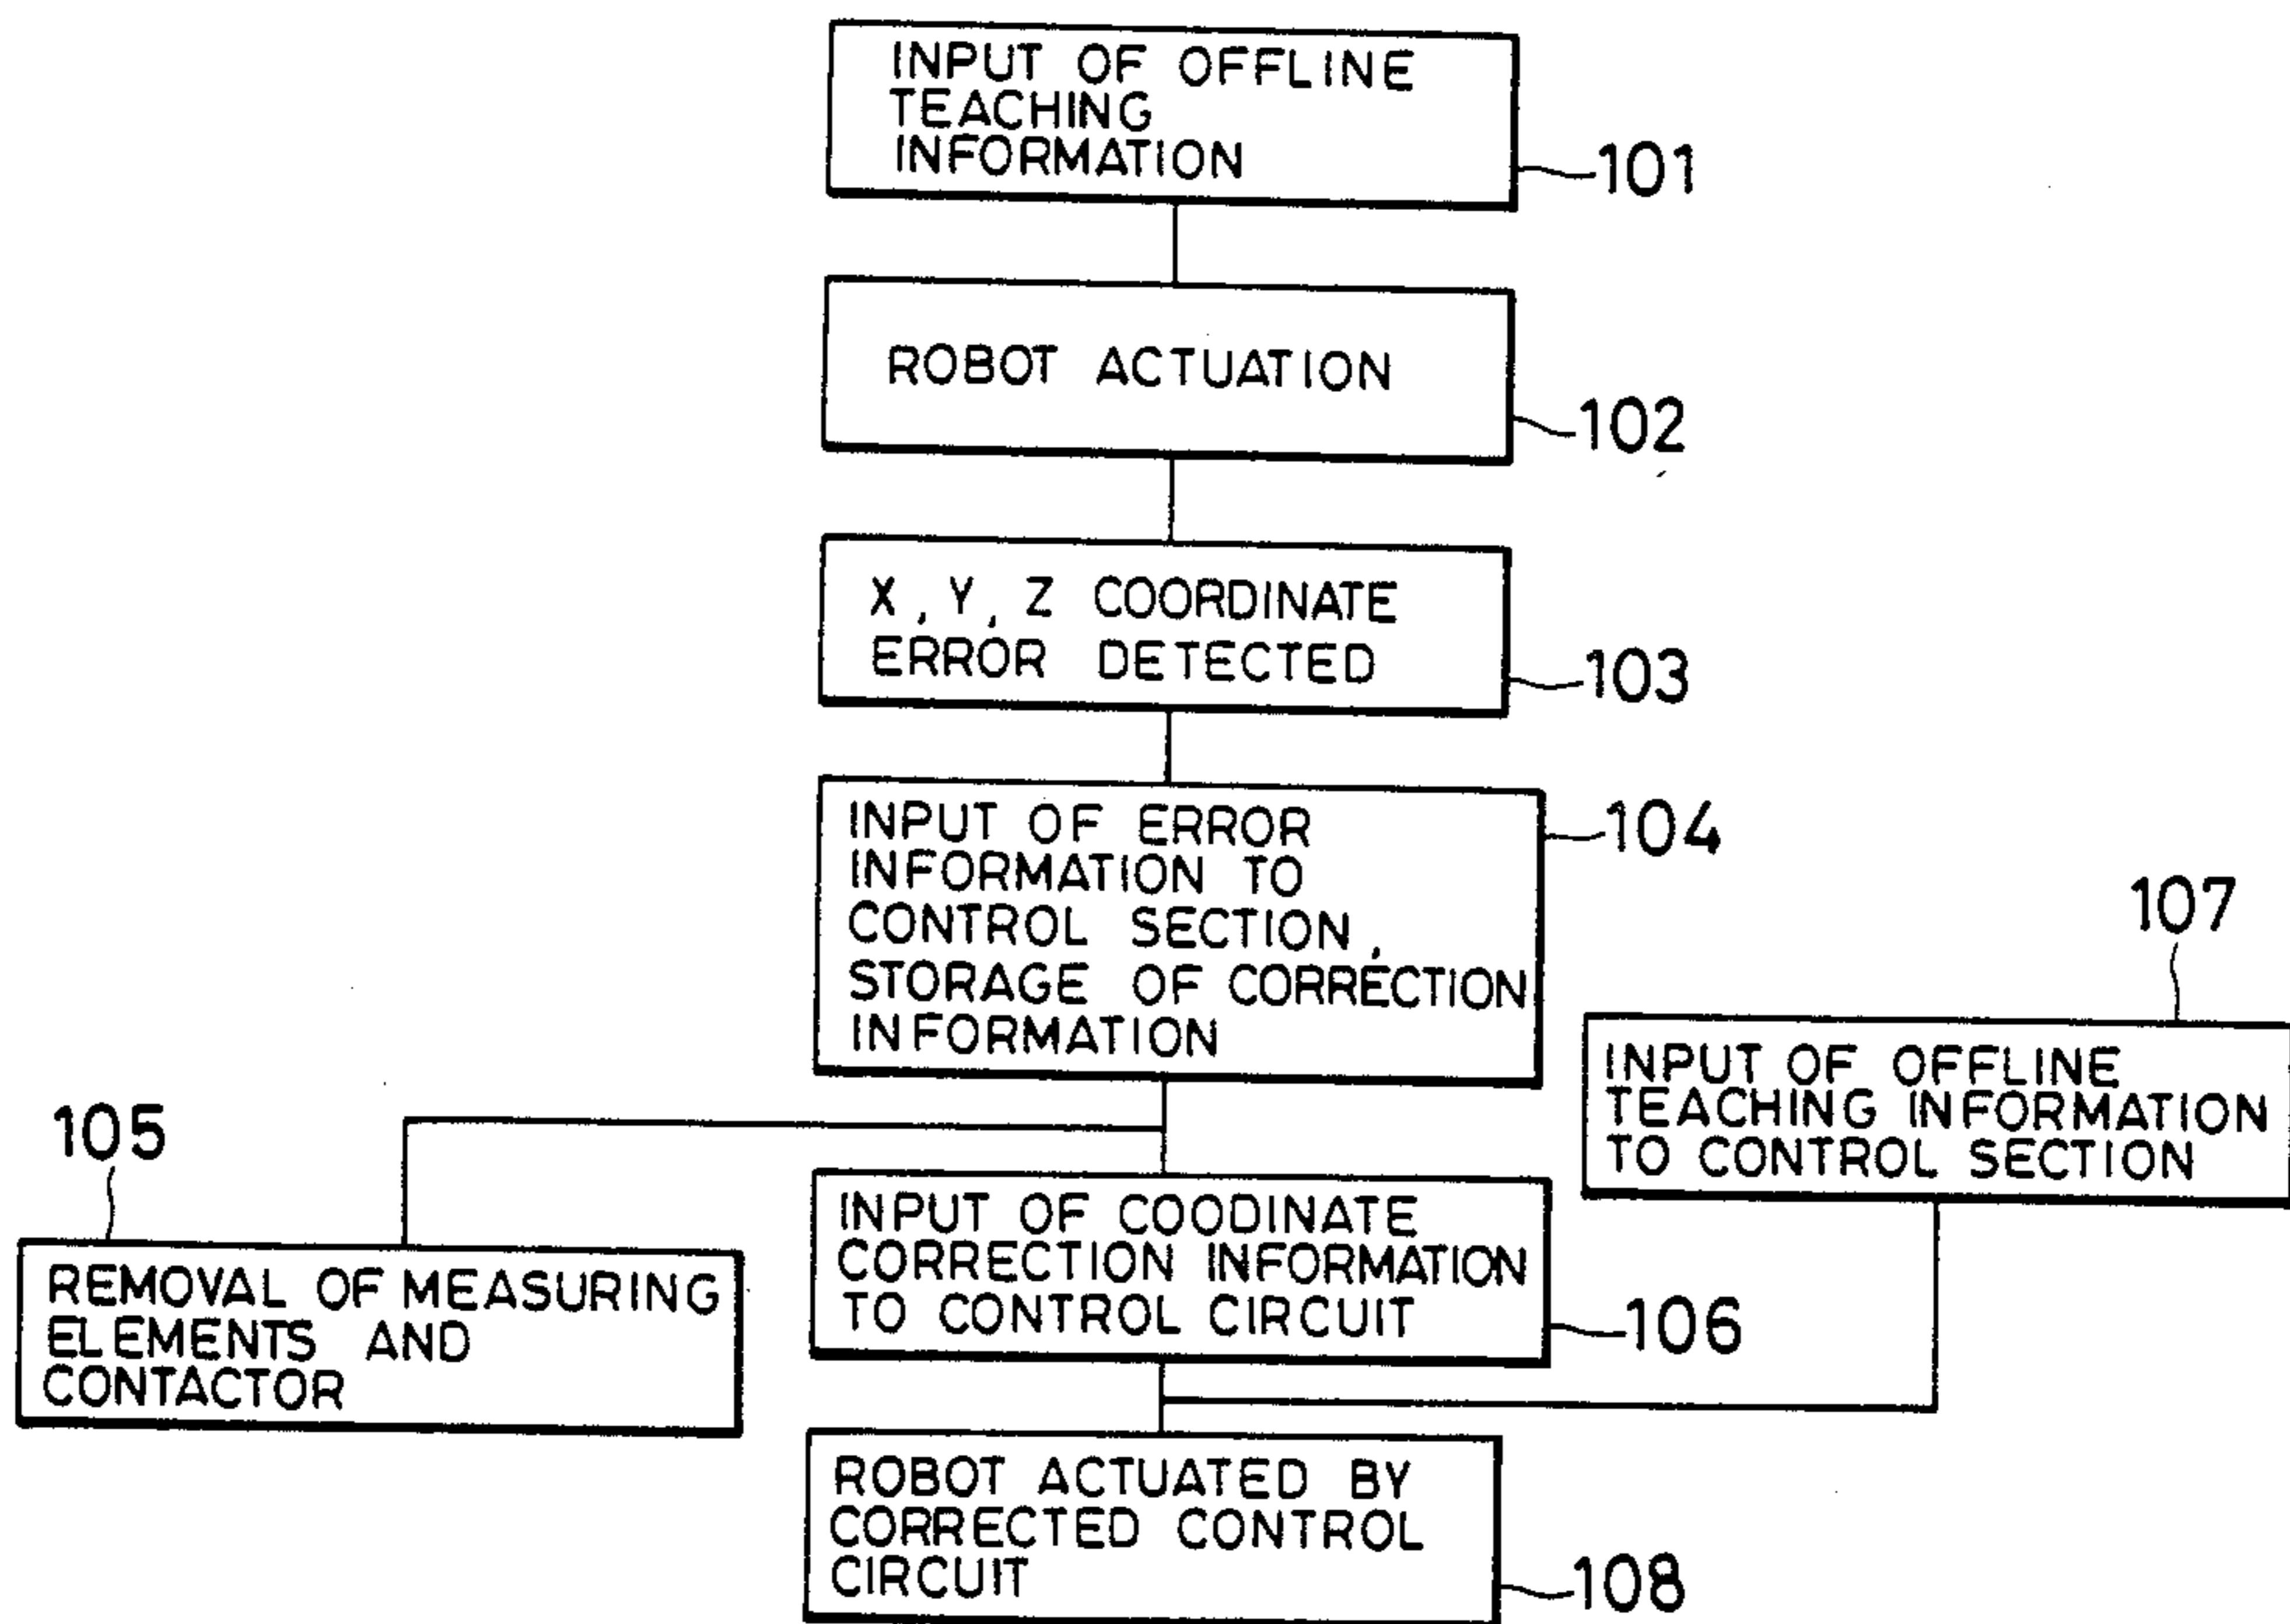 INPUT OF OFFLINE
TEACHING
INFORMATION
101
ROBOT ACTUATION
102
X, Y, Z COORDINATE
ERROR DETECTED
103
INPUT OF ERROR
INFORMATION TO
CONTROL SECTION,
STORAGE OF CORRECTION
INFORMATION
104
105
REMOVAL OF MEASURING
ELEMENTS AND
CONTACTOR
INPUT OF COODINATE
CORRECTION INFORMATION
TO CONTROL CIRCUIT
106
107
INPUT OF OFFLINE
TEACHING INFORMATION
TO CONTROL SECTION
ROBOT ACTUATED BY
CORRECTED CONTROL
CIRCUIT
108